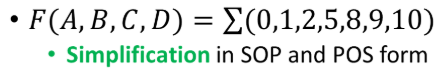 • F(A, B, C, D) = ∑(0,1,2,5,8,9,10)
• Simplification in SOP and POS form